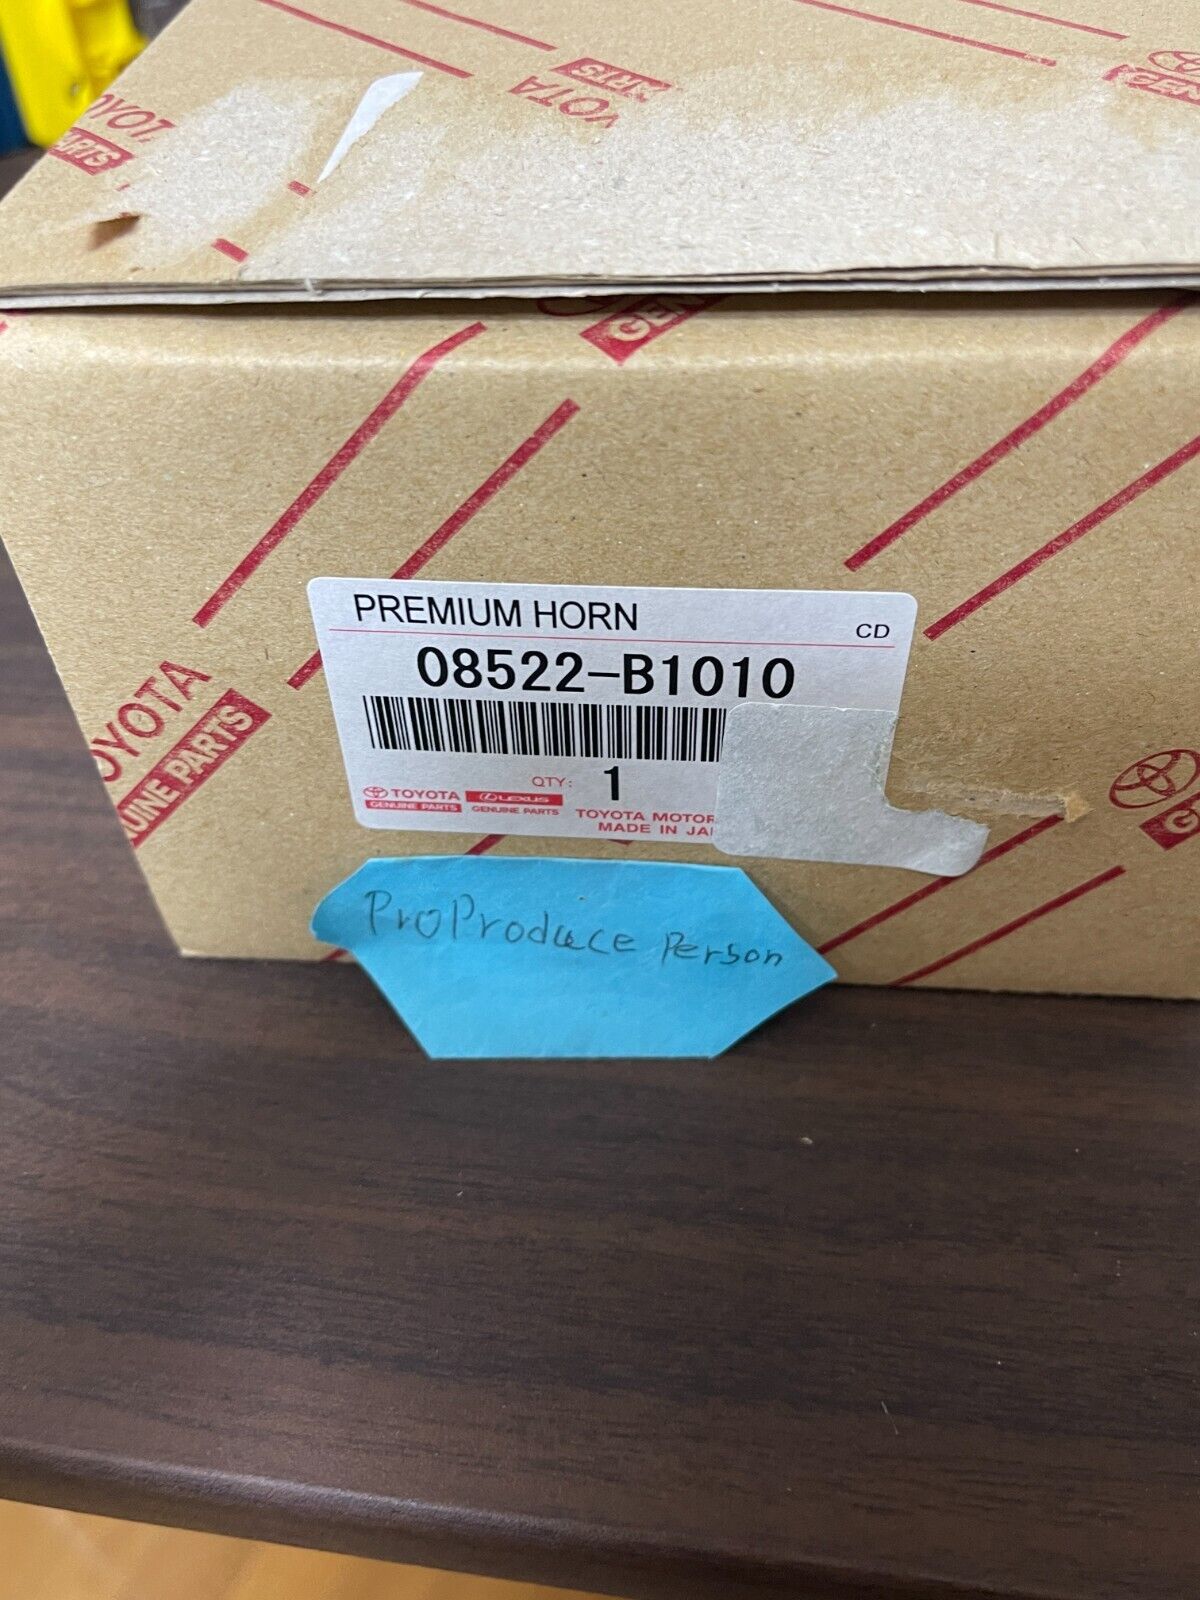 TOYOTA
PARTS
GENUINE PARTS
PREMIUM HORN
CD
08522-B1010
QTY: 1
TOYOTA
GENUINE PARTS
LEXUS
GENUINE PARTS
TOYOTA MOTOR
MADE IN JA
ProProduce Person